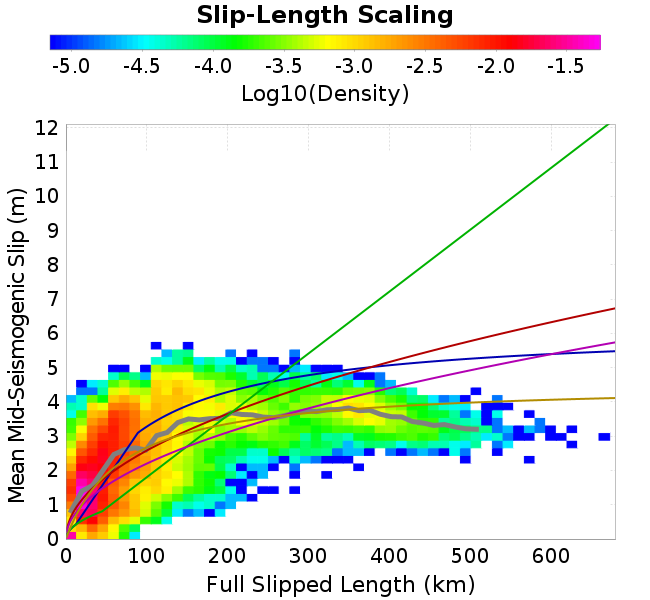 Slip-Length Scaling
-5.0 -4.5 -4.0 -3.5 -3.0 -2.5 -2.0 -1.5
Log10(Density)
12
11
10
9
8
7
6
5
4
3
2
1
0
Mean Mid-Seismogenic Slip (m)
0 100 200 300 400 500 600
Full Slipped Length (km)